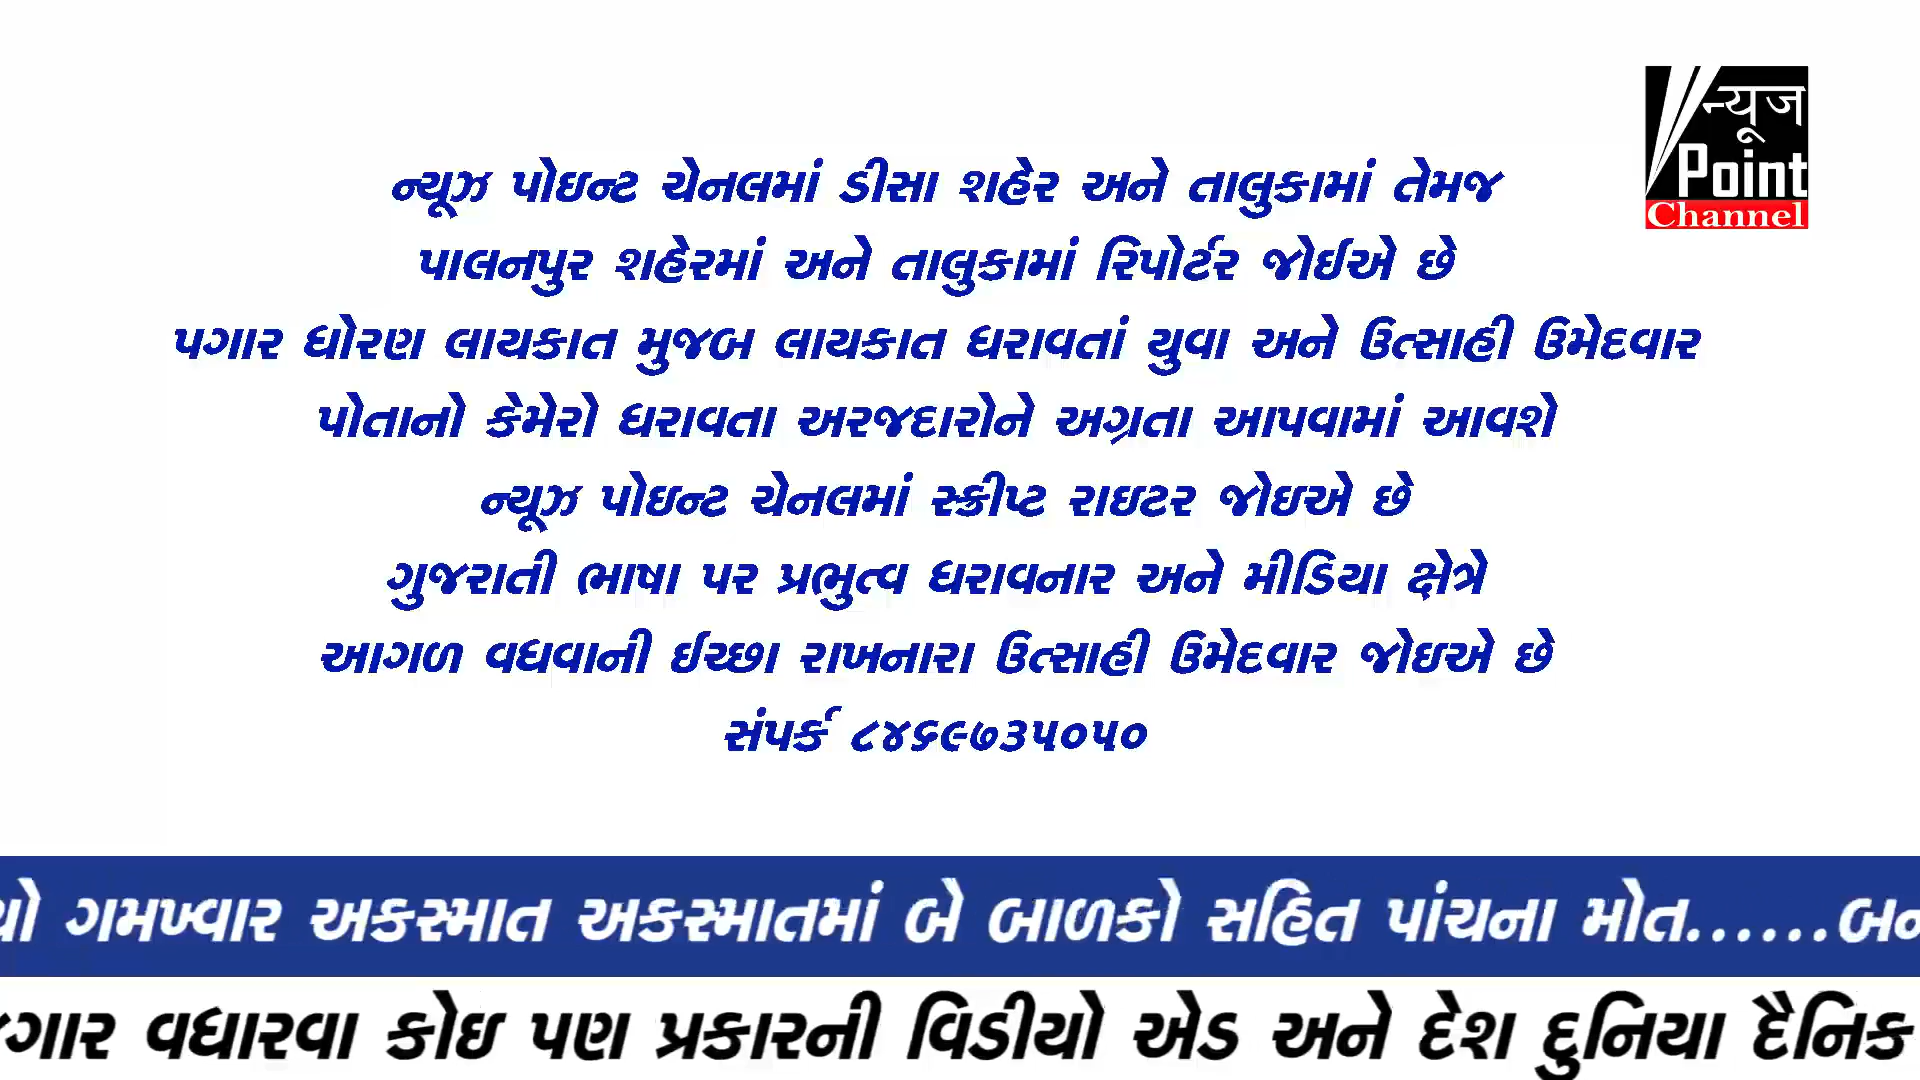 न्यूज
Point
Channel
ન્યૂઝ પોઇન્ટ ચેનલમાં ડીસા શહેર અને તાલુકામાં તેમજ
પાલનપુર શહેરમાં અને તાલુકામાં રિપોર્ટર જોઈએ છે
પગાર ધોરણ લાયકાત મુજબ લાયકાત ધરાવતાં યુવા અને ઉત્સાહી ઉમેદવાર
પોતાનો કેમેરો ધરાવતા અરજદારોને અગ્રતા આપવામાં આવશે
ન્યૂઝ પોઇન્ટ ચેનલમાં સ્ક્રીપ્ટ રાઇટર જોઇએ છે
ગુજરાતી ભાષા પર પ્રભુત્વ ધરાવનાર અને મીડિયા ક્ષેત્રે
આગળ વધવાની ઈચ્છા રાખનારા ઉત્સાહી ઉમેદવાર જોઇએ છે
સંપર્ક ૮૪૬૯૭૩૫૦૫૦
ગમખ્વાર અકસ્માત અકસ્માતમાં બે બાળકો સહિત પાંચના મોત......બન
વધારવા કોઇ પણ પ્રકારની વિડીયો એડ અને દેશ દુનિયા દૈનિક